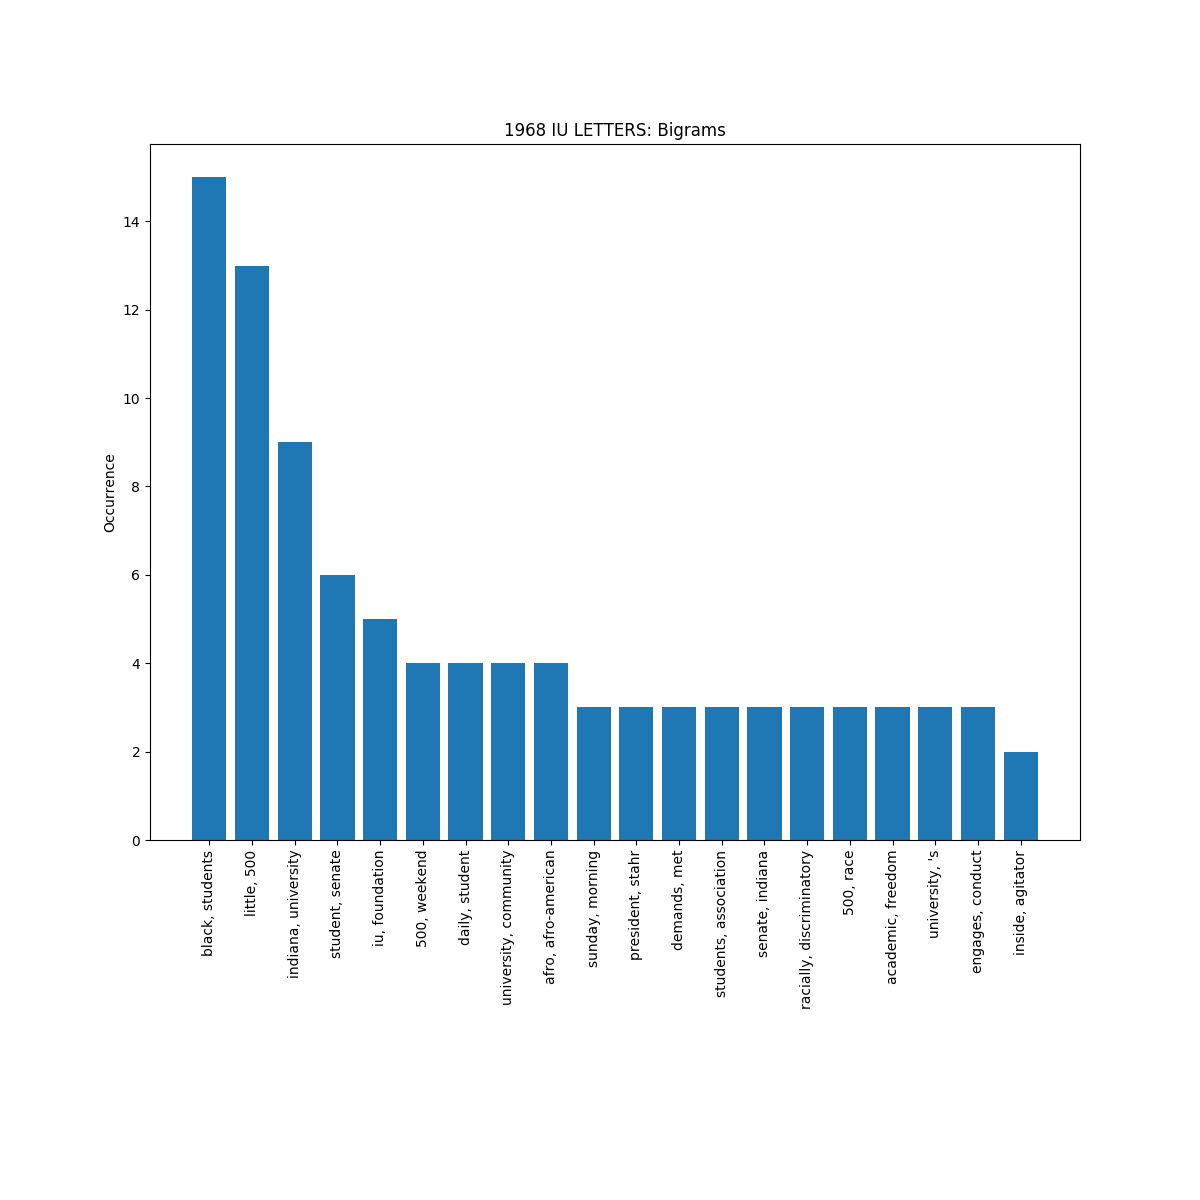 1968 IU LETTERS: Bigrams
Occurrence
14
12
10
8
6
4
2
0
black, students
little, 500
indiana, university
student, senate
iu, foundation
500, weekend
daily, student
university, community
afro, afro-american
sunday, morning
president, stahr
demands, met
students, association
senate, indiana
racially, discriminatory
500, race
academic, freedom
university, 's
engages, conduct
inside, agitator